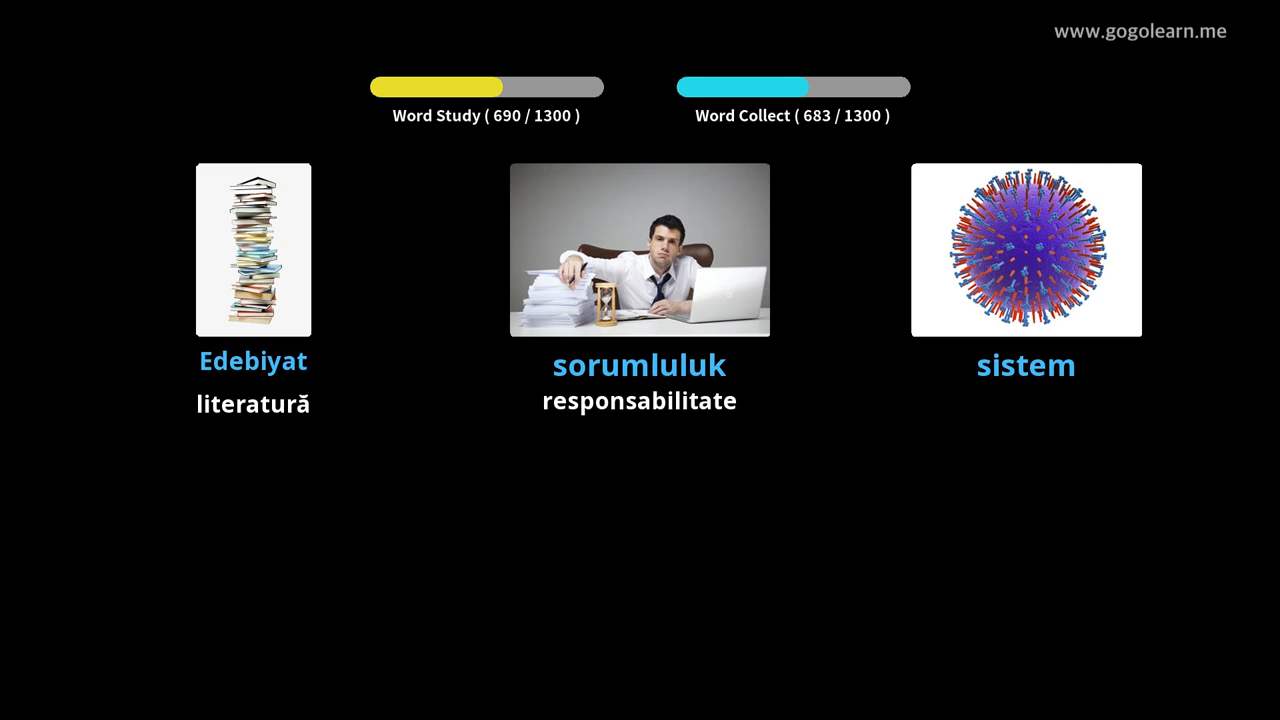 www.gogolearn.me
Word Study ( 690 / 1300 )
Word Collect ( 683 / 1300 )
Edebiyat
literatură
sorumluluk
responsabilitate
sistem